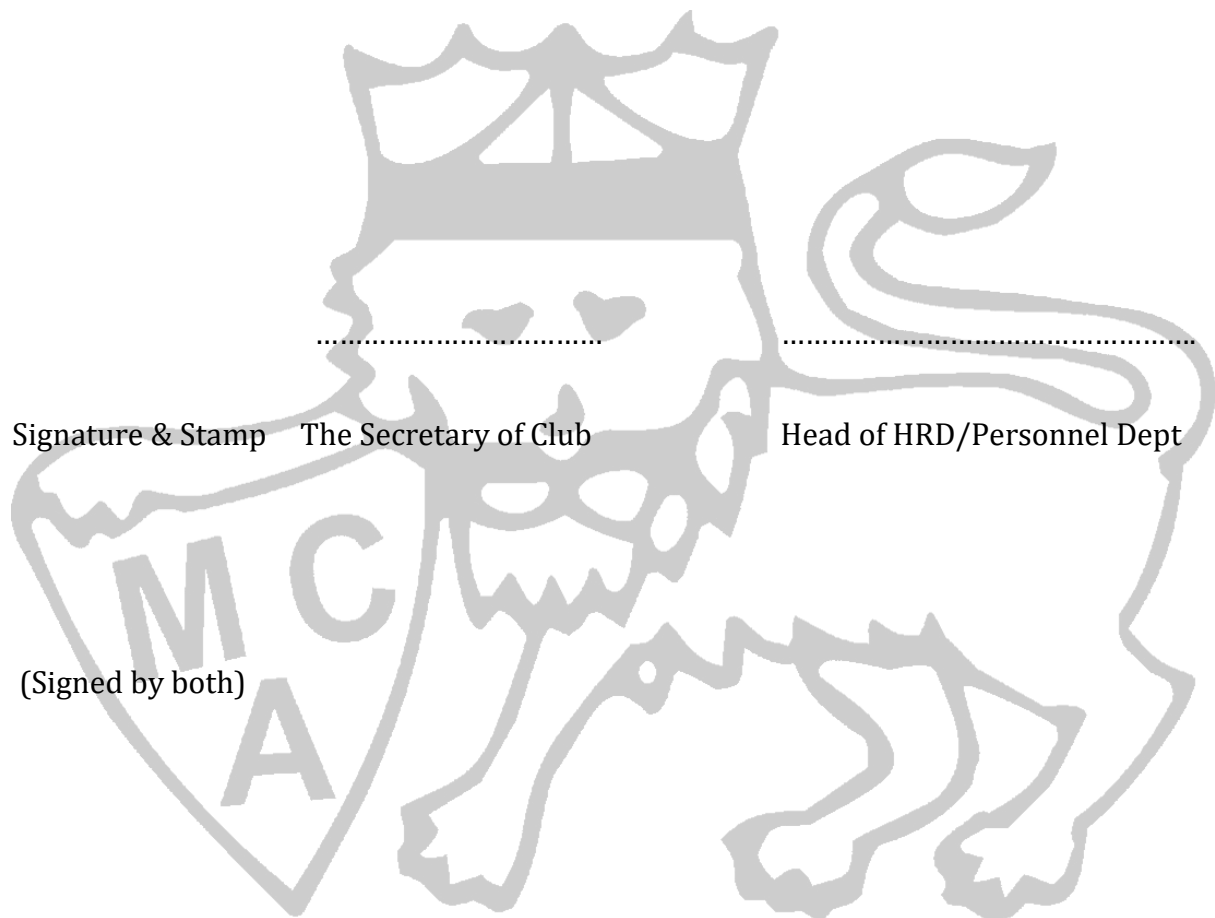 ………………………………. …………………………………………….
Signature & Stamp The Secretary of Club Head of HRD/Personnel Dept
M C
(Signed by both)
A